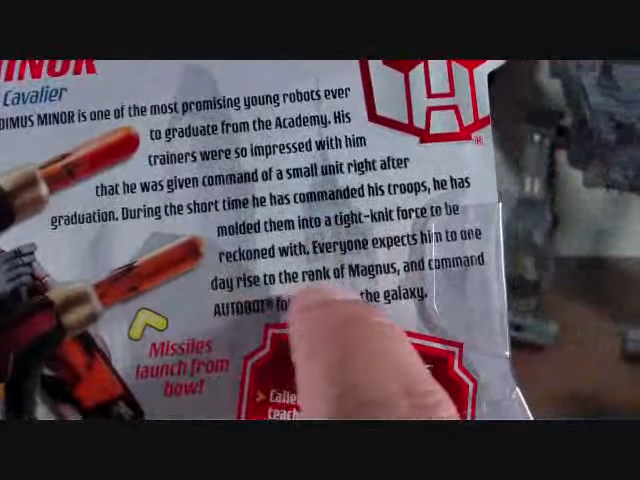 MINOR
Cavalier
DIMUS MINOR is one of the most promising young robots ever
to graduate from the Academy. His
trainers were so impressed with him
that he was given command of a small unit right after
graduation. During the short time he has commanded his troops, he has
molded them into a tight-knit force to be
reckoned with. Everyone expects him to one
day rise to the rank of Magnus, and command
AUTOBOT® the galaxy.
Missiles
launch from
bow!